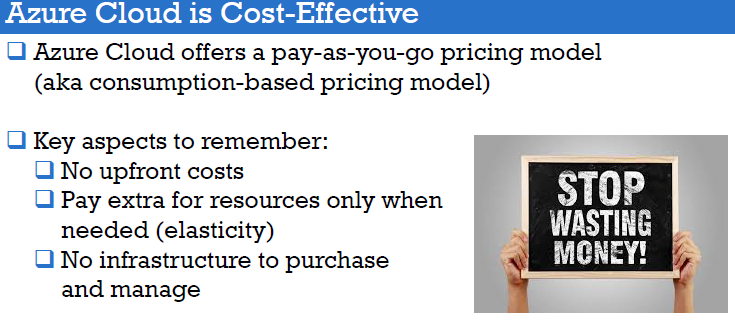 Azure Cloud is Cost-Effective
Azure Cloud offers a pay-as-you-go pricing model
(aka consumption-based pricing model)
Key aspects to remember:
No upfront costs
Pay extra for resources only when
needed (elasticity)
No infrastructure to purchase
and manage
STOP
WASTING
MONEY!